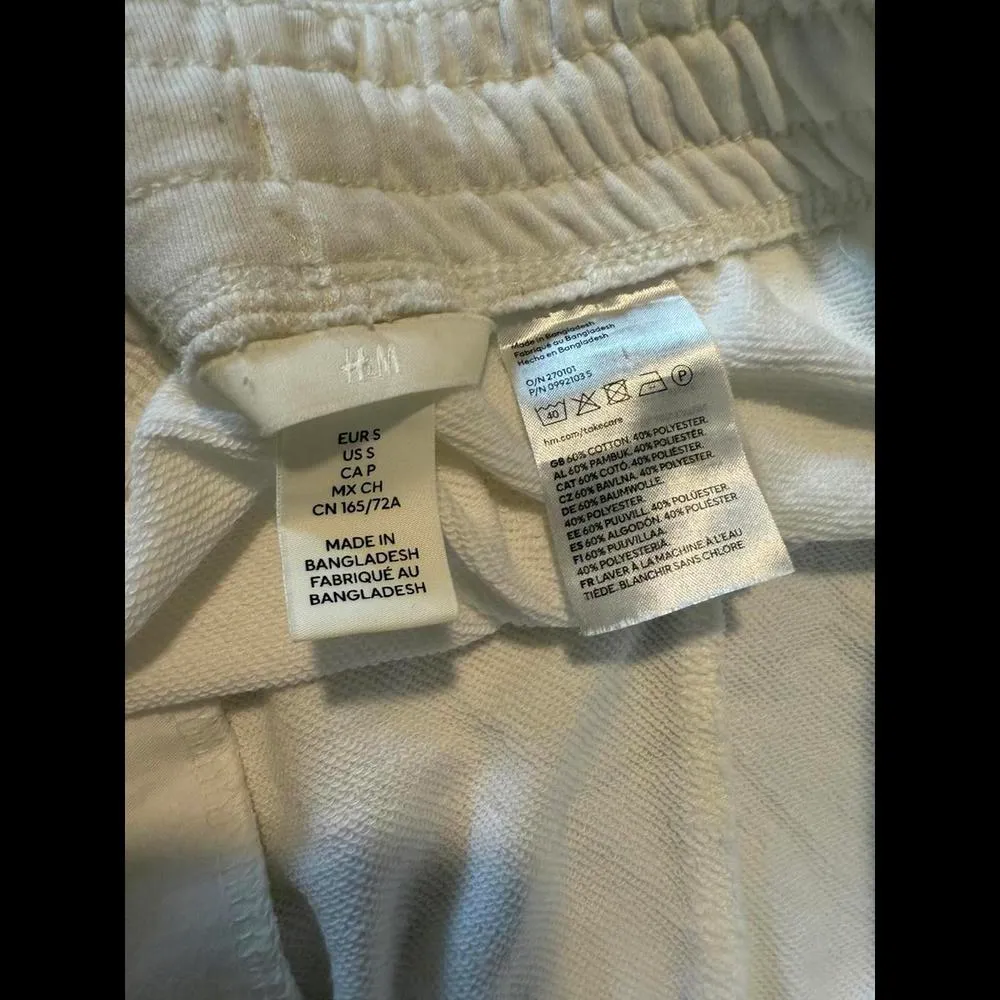 H&M
EUR S
US S
CA P
MX CH
CN 165/72A
MADE IN
BANGLADESH
FABRIQUÉ AU
BANGLADESH
Made in Bangladesh
Fabriqué au Bangladesh
Hecho en Bangladesh
O/N 270101
P/N 0992103 S
40
P
hm.com/takecare
GB 60% COTTON. 40% POLYESTER.
AL 60% PAMBUK. 40% POLIESTËR.
CAT 60% COTÓ. 40% POLIÈSTER.
CZ 60% BAVLNA. 40% POLYESTER.
DE 60% BAUMWOLLE.
40% POLYESTER.
EE 60% PUUVILL. 40% POLÜESTER.
ES 60% ALGODÓN. 40% POLIÉSTER
FI 60% PUUVILLAA.
40% POLYESTERIÄ.
FR LAVER À LA MACHINE À L'EAU
TIÈDE. BLANCHIR SANS CHLORE